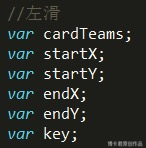 //左滑
var cardTeams;
var startX;
var startY;
var endX;
var endY;
var key;